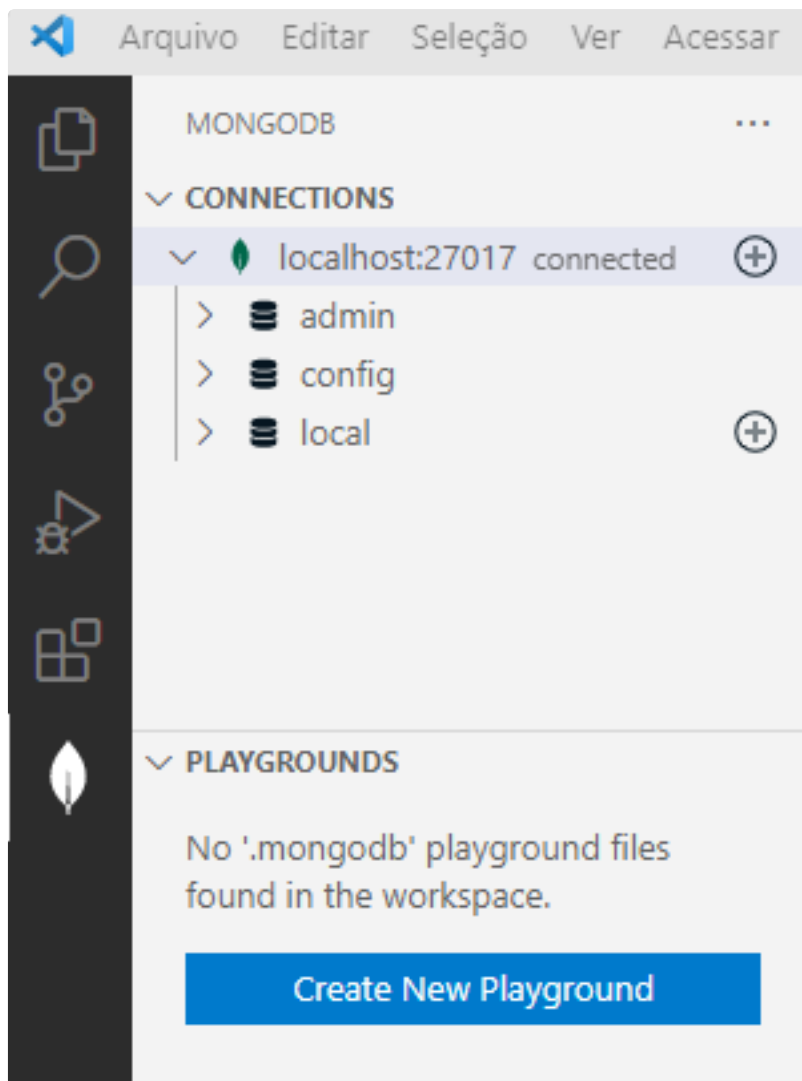 Arquivo Editar Seleção Ver Acessar
MONGODB
CONNECTIONS
localhost:27017 connected
admin
config
local
PLAYGROUNDS
No '.mongodb' playground files
found in the workspace.
Create New Playground